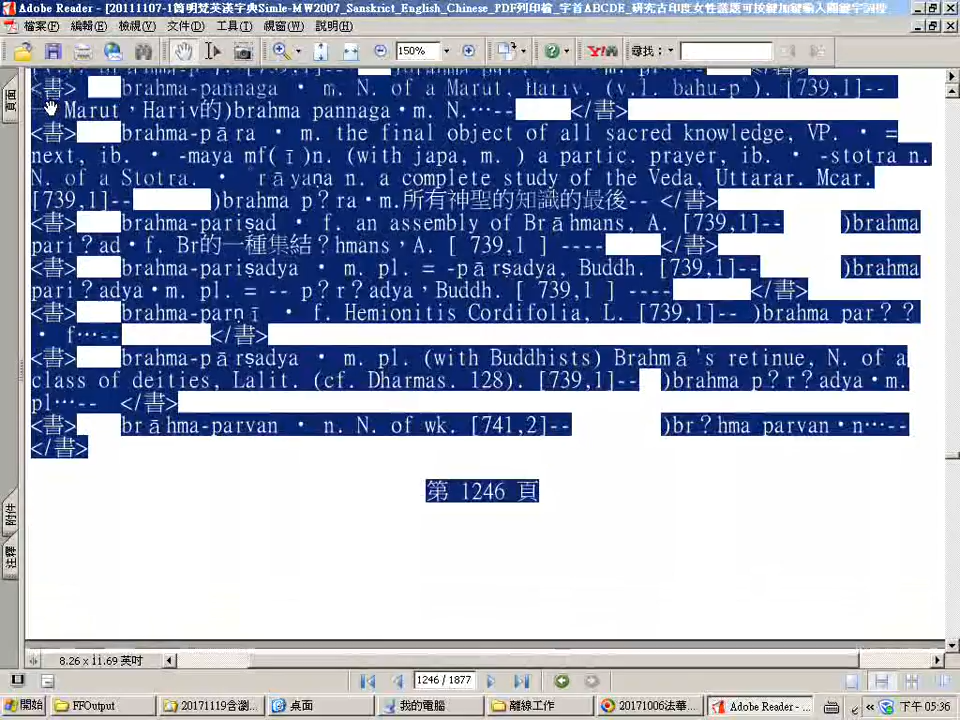 Adobe Reader - [20111107-1簡明梵英漢字典Simle-MW2007_Sanskrict_English_Chinese_PDF列印檔_字首ABCDE_研究古印度女性議題可按鍵加鍵輸入關鍵字詞搜
檔案(F) 編輯(E) 檢視(V) 文件(D) 工具(T) 視窗(W) 說明(H)
150% 尋找：
<書> brahma-pannaga • m. N. of a Marut, Hariv. (v.l. bahu-p°). [739,1]--
一Marut，Hariv的)brahma pannaga•m. N.…-- </書>
<書> brahma-pāra • m. the final object of all sacred knowledge, VP. • =
next, ib. • -maya mf(ī)n. (with japa, m. ) a partic. prayer, ib. • -stotra n.
N. of a Stotra. • rāyaṇa n. a complete study of the Veda, Uttarar. Mcar.
[739,1]-- )brahma p?ra•m.所有神聖的知識的最後-- </書>
<書> brahma-pariṣad • f. an assembly of Brāhmans, A. [739,1]-- )brahma
pari?ad•f. Br的一種集結?hmans，A. [ 739,1 ] ---- </書>
<書> brahma-pariṣadya • m. pl. = -pārṣadya, Buddh. [739,1]-- )brahma
pari?adya•m. pl. = -- p?r?adya，Buddh. [ 739,1 ] ---- </書>
<書> brahma-parṇī • f. Hemionitis Cordifolia, L. [739,1]-- )brahma par??
• f…-- </書>
<書> brahma-pārṣadya • m. pl. (with Buddhists) Brahmā's retinue, N. of a
class of deities, Lalit. (cf. Dharmas. 128). [739,1]-- )brahma p?r?adya•m.
pl…-- </書>
<書> brāhma-parvan • n. N. of wk. [741,2]-- )br?hma parvan•n…--
</書>
第 1246 頁
頁面
附件
注釋
8.26 x 11.69 英吋
1246 / 1877
開始 FFOutput 20171119含瀏... 桌面 我的電腦 離線工作 20171006法華... Adobe Reader - [... 下午 05:36